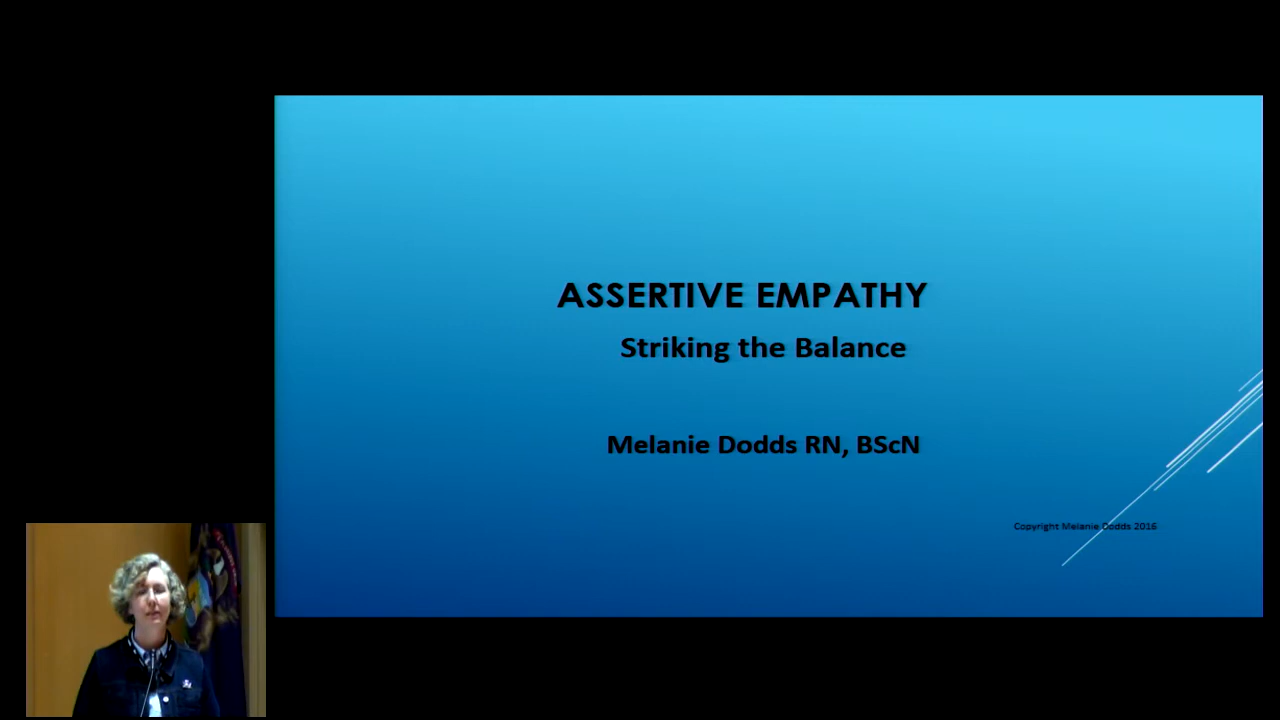 ASSERTIVE EMPATHY
Striking the Balance
Melanie Dodds RN, BScN
Copyright Melanie Dodds 2016